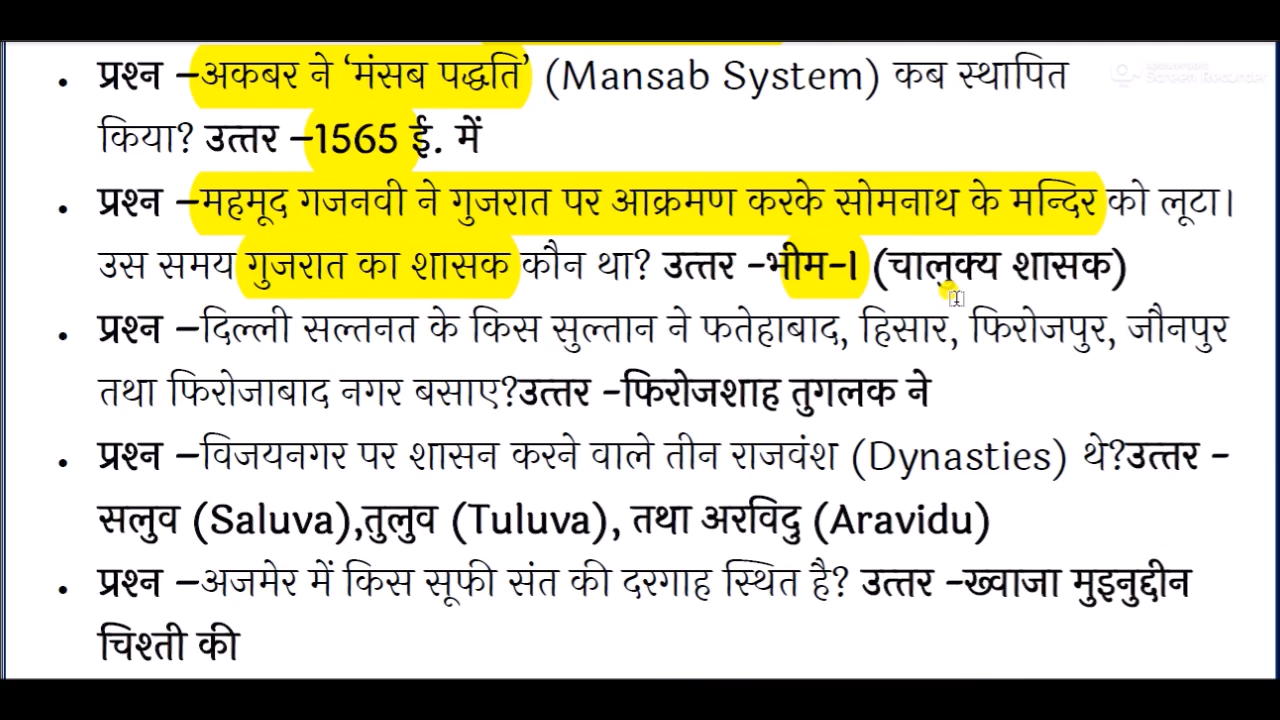 • प्रश्न –अकबर ने ‘मंसब पद्धति’ (Mansab System) कब स्थापित
किया? उत्तर –1565 ई. में
• प्रश्न –महमूद गजनवी ने गुजरात पर आक्रमण करके सोमनाथ के मन्दिर को लूटा।
उस समय गुजरात का शासक कौन था? उत्तर -भीम-I (चालुक्य शासक)
• प्रश्न –दिल्ली सल्तनत के किस सुल्तान ने फतेहाबाद, हिसार, फिरोजपुर, जौनपुर
तथा फिरोजाबाद नगर बसाए?उत्तर -फिरोजशाह तुगलक ने
• प्रश्न –विजयनगर पर शासन करने वाले तीन राजवंश (Dynasties) थे?उत्तर -
सलुव (Saluva),तुलुव (Tuluva), तथा अरविदु (Aravidu)
• प्रश्न –अजमेर में किस सूफी संत की दरगाह स्थित है? उत्तर -ख्वाजा मुइनुद्दीन
चिश्ती की
Screen Recorder